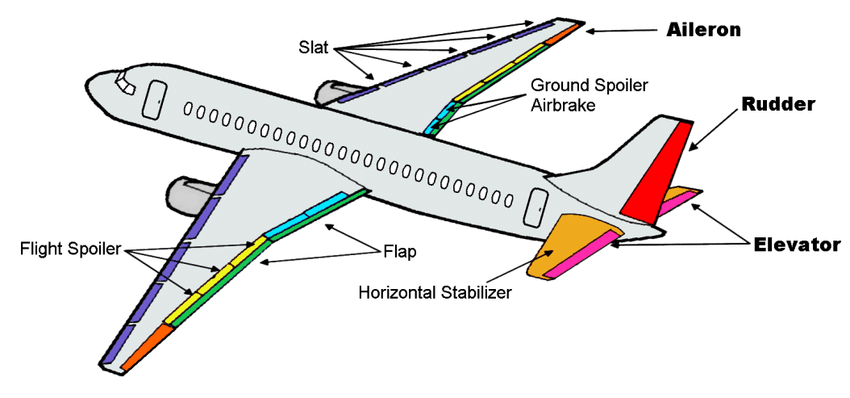 Slat
Aileron
Ground Spoiler
Airbrake
Rudder
Flight Spoiler
Flap
Elevator
Horizontal Stabilizer